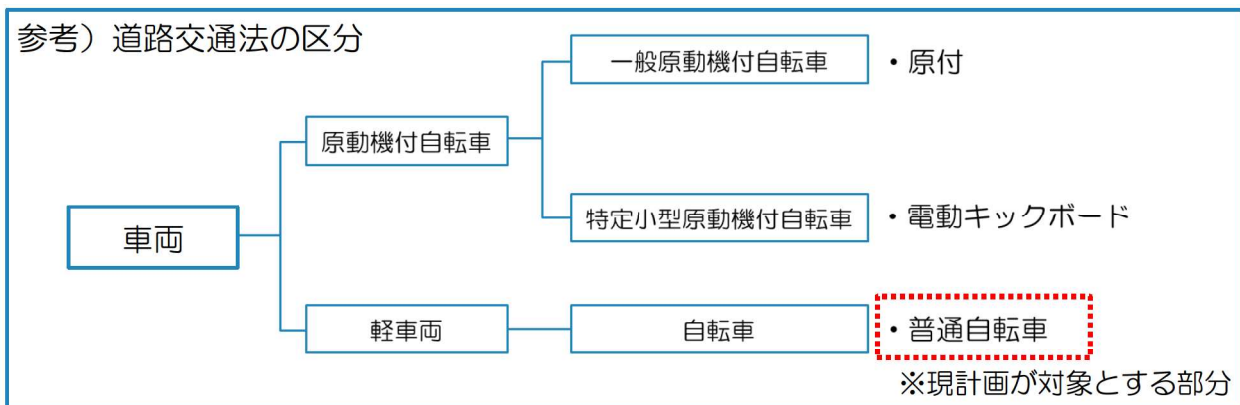 参考）道路交通法の区分
一般原動機付自転車
・原付
原動機付自転車
特定小型原動機付自転車
・電動キックボード
車両
軽車両
自転車
・普通自転車
※現計画が対象とする部分